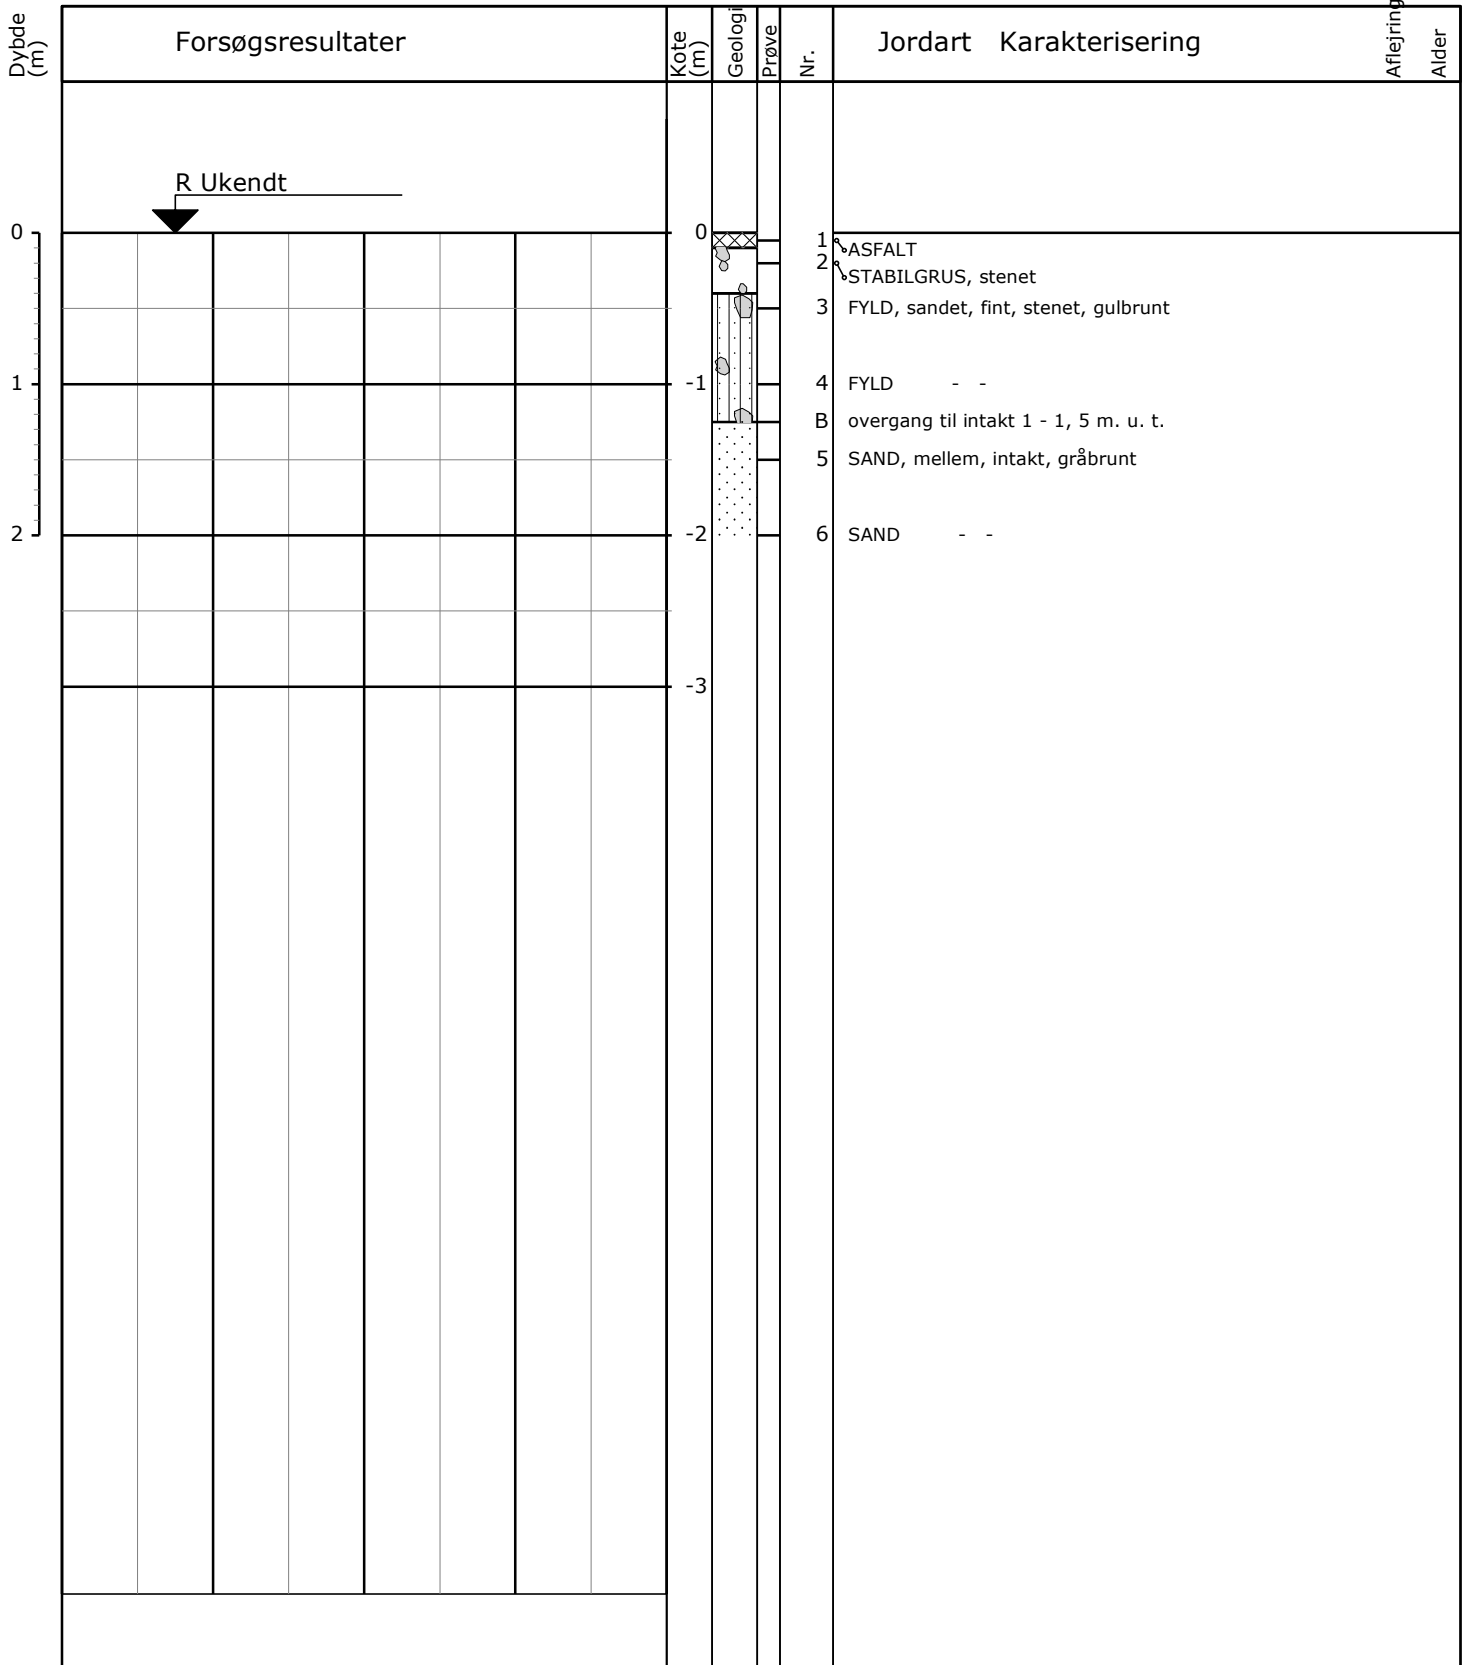 Dybde
(m)
Forsøgsresultater
Kote
(m)
Geologi
Prøve
Nr.
Jordart Karakterisering
Aflejring
Alder
R Ukendt
0
0
1
ASFALT
2
STABILGRUS, stenet
3 FYLD, sandet, fint, stenet, gulbrunt
1
-1
4 FYLD - -
B overgang til intakt 1 - 1, 5 m. u. t.
5 SAND, mellem, intakt, gråbrunt
2
-2
6 SAND - -
-3